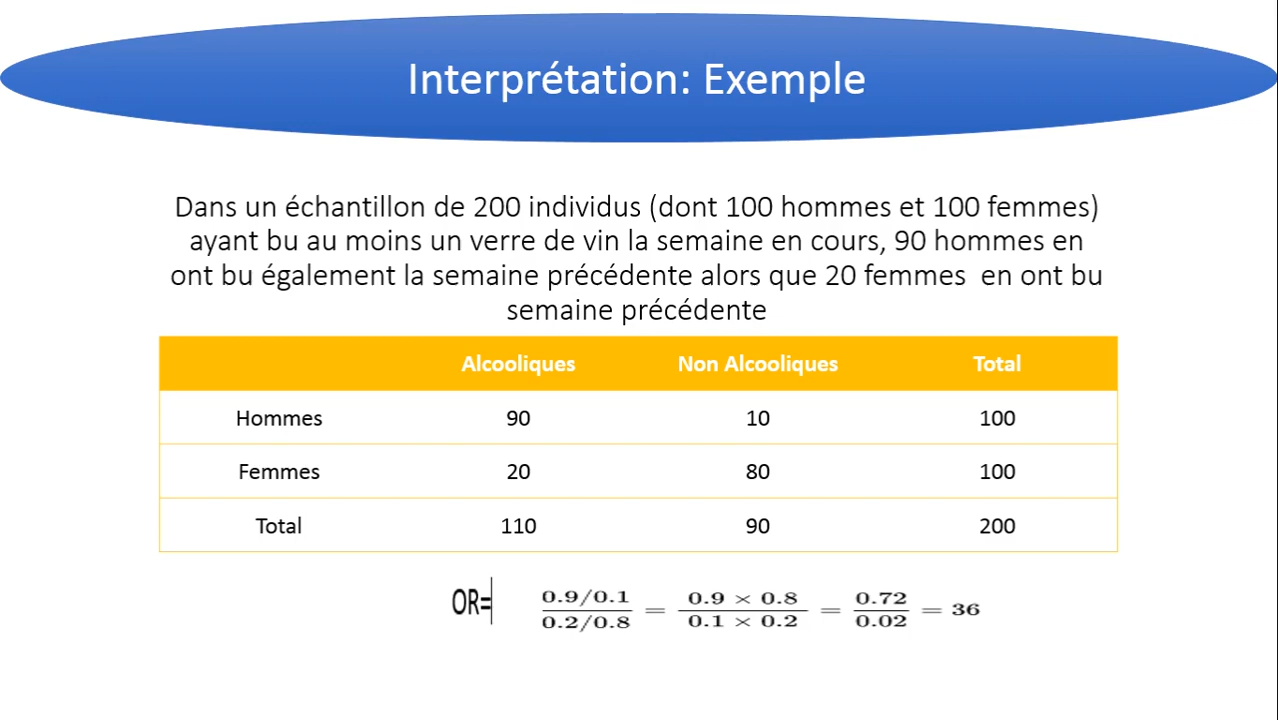 Interprétation: Exemple
Dans un échantillon de 200 individus (dont 100 hommes et 100 femmes)
ayant bu au moins un verre de vin la semaine en cours, 90 hommes en
ont bu également la semaine précédente alors que 20 femmes en ont bu
semaine précédente
Alcooliques Non Alcooliques Total
Hommes 90 10 100
Femmes 20 80 100
Total 110 90 200
OR= 0.9/0.1 / 0.2/0.8 = 0.9 × 0.8 / 0.1 × 0.2 = 0.72 / 0.02 = 36